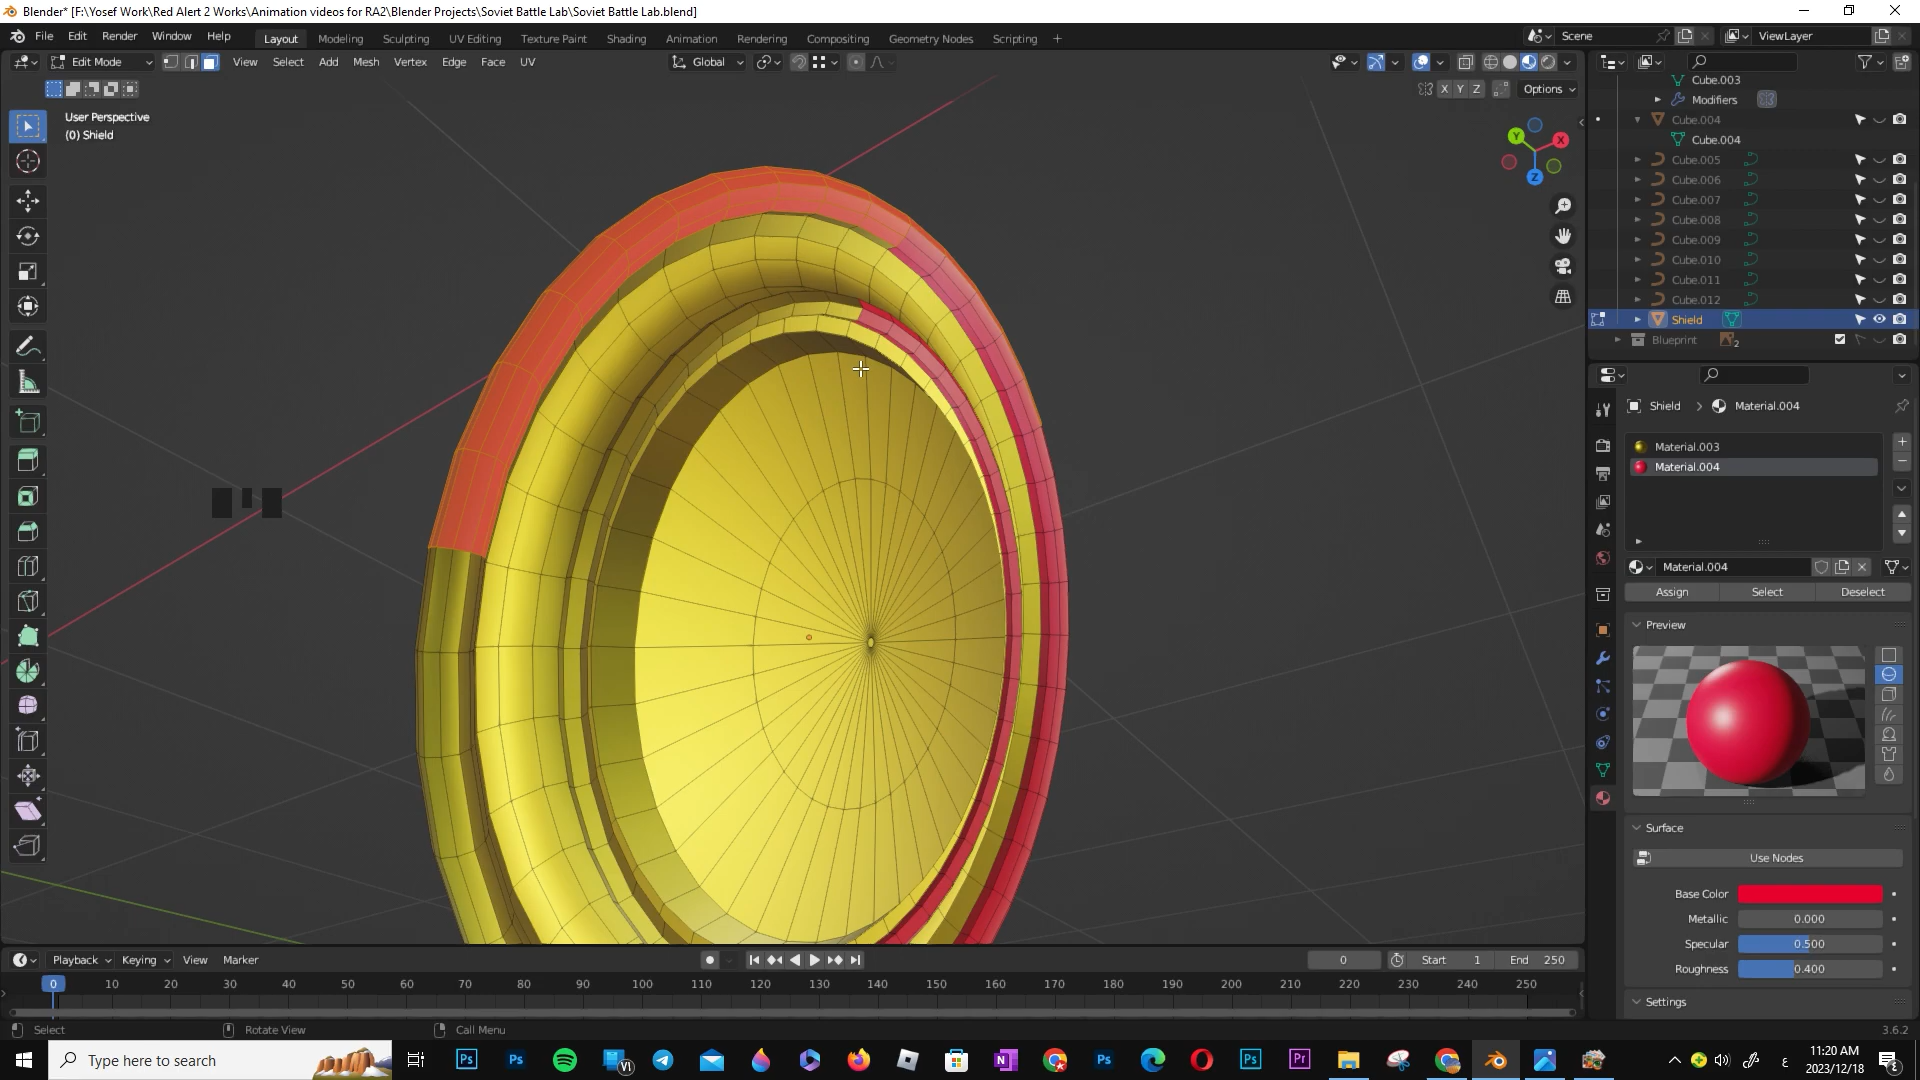 Blender* [F:\Yosef Work\Red Alert 2 Works\Animation videos for RA2\Blender Projects\Soviet Battle Lab\Soviet Battle Lab.blend]
File Edit Render Window Help Layout Modeling Sculpting UV Editing Texture Paint Shading Animation Rendering Compositing Geometry Nodes Scripting + Scene ViewLayer
Edit Mode View Select Add Mesh Vertex Edge Face UV Global
X Y Z Options
User Perspective
(0) Shield
Y X Z
Cube.003
Modifiers
Cube.004
Cube.004
Cube.005
Cube.006
Cube.007
Cube.008
Cube.009
Cube.010
Cube.011
Cube.012
Shield
Blueprint 2
Shield > Material.004
Material.003
Material.004
Material.004
Assign Select Deselect
Preview
Surface
Use Nodes
Base Color
Metallic 0.000
Specular 0.500
Roughness 0.400
Settings
Playback Keying View Marker 0 Start 1 End 250
0 10 20 30 40 50 60 70 80 90 100 110 120 130 140 150 160 170 180 190 200 210 220 230 240 250
Select Rotate View Call Menu 3.6.2
Type here to search
Ps Ps VI N Ps Ps Pr ع 11:20 AM
2023/12/18